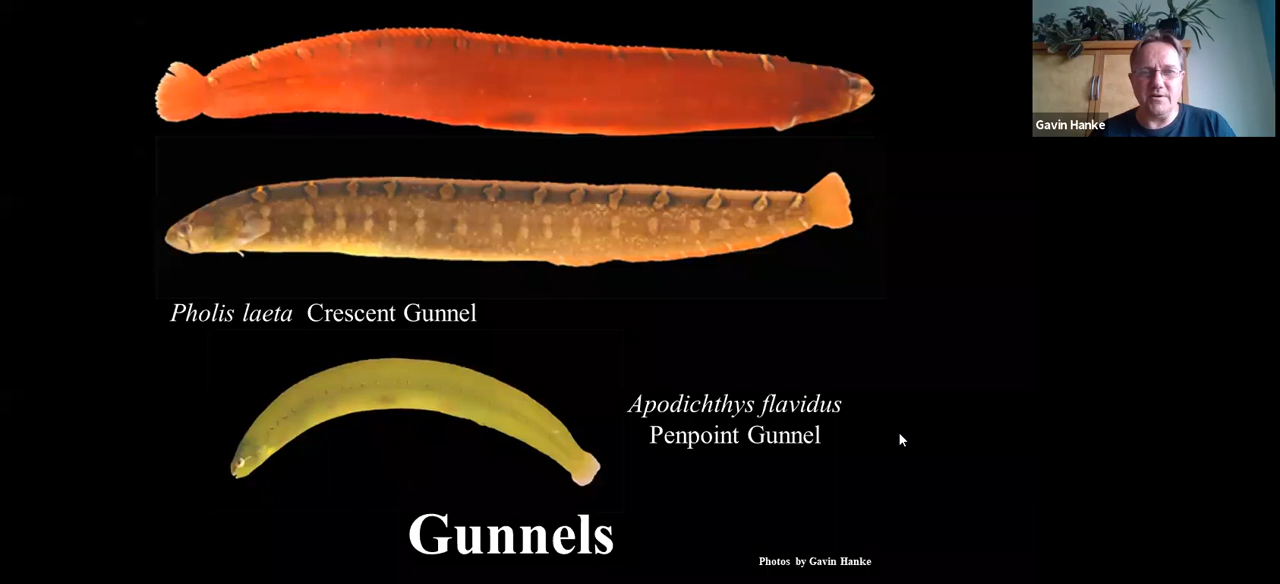 Gavin Hanke
Pholis laeta Crescent Gunnel
Apodichthys flavidus
Penpoint Gunnel
Gunnels
Photos by Gavin Hanke